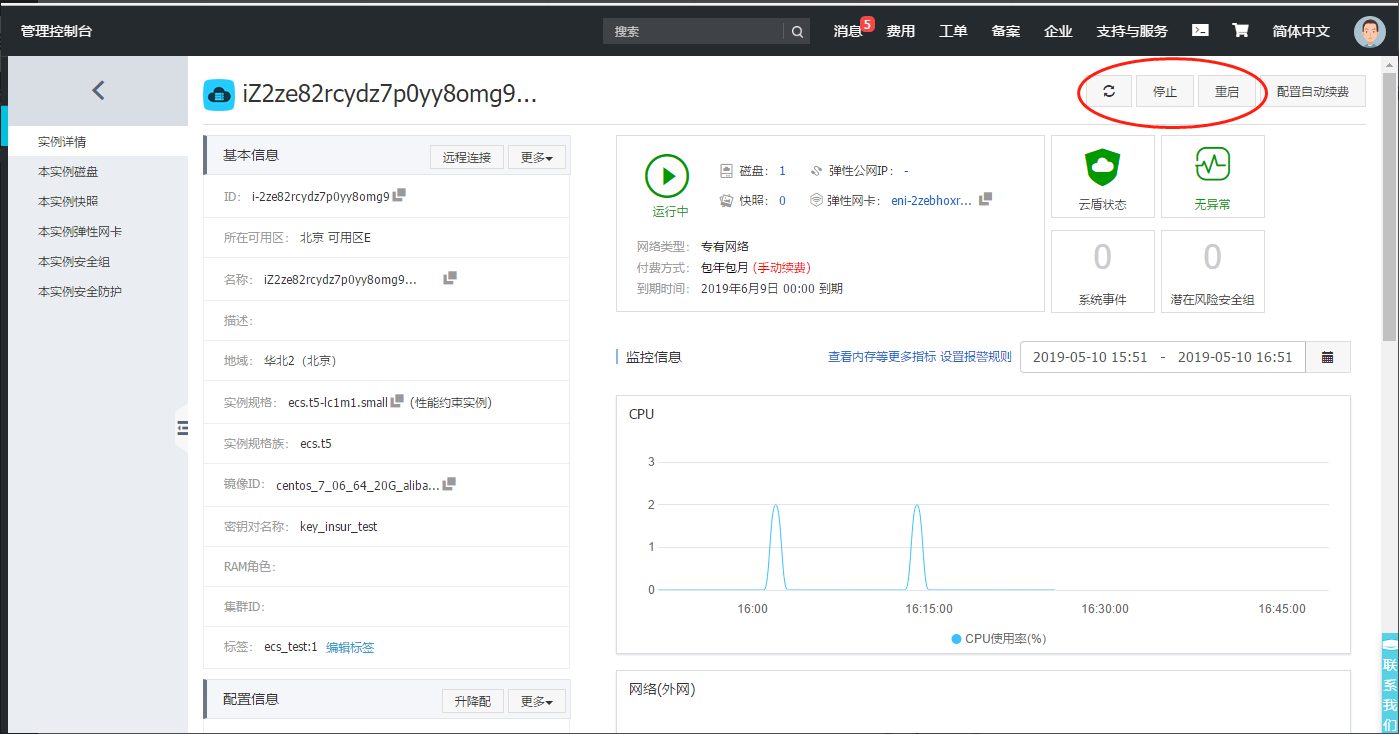 管理控制台 搜索 消息 5 费用 工单 备案 企业 支持与服务 简体中文
iZ2ze82rcydz7p0yy8omg9... 停止 重启 配置自动续费
实例详情
本实例磁盘
本实例快照
本实例弹性网卡
本实例安全组
本实例安全防护
基本信息 远程连接 更多
ID: i-2ze82rcydz7p0yy8omg9
所在可用区: 北京 可用区E
名称: iZ2ze82rcydz7p0yy8omg9...
描述:
地域: 华北2（北京）
实例规格: ecs.t5-lc1m1.small (性能约束实例)
实例规格族: ecs.t5
镜像ID: centos_7_06_64_20G_aliba...
密钥对名称: key_insur_test
RAM角色:
集群ID:
标签: ecs_test:1 编辑标签
配置信息 升降配 更多
运行中
磁盘: 1 弹性公网IP: -
快照: 0 弹性网卡: eni-2zebhoxr...
网络类型: 专有网络
付费方式: 包年包月 (手动续费)
到期时间: 2019年6月9日 00:00 到期
云盾状态 无异常
0 0
系统事件 潜在风险安全组
监控信息 查看内存等更多指标 设置报警规则 2019-05-10 15:51 - 2019-05-10 16:51
CPU
3
2
1
0
16:00 16:15:00 16:30:00 16:45:00
CPU使用率(%)
网络(外网)
联系我们